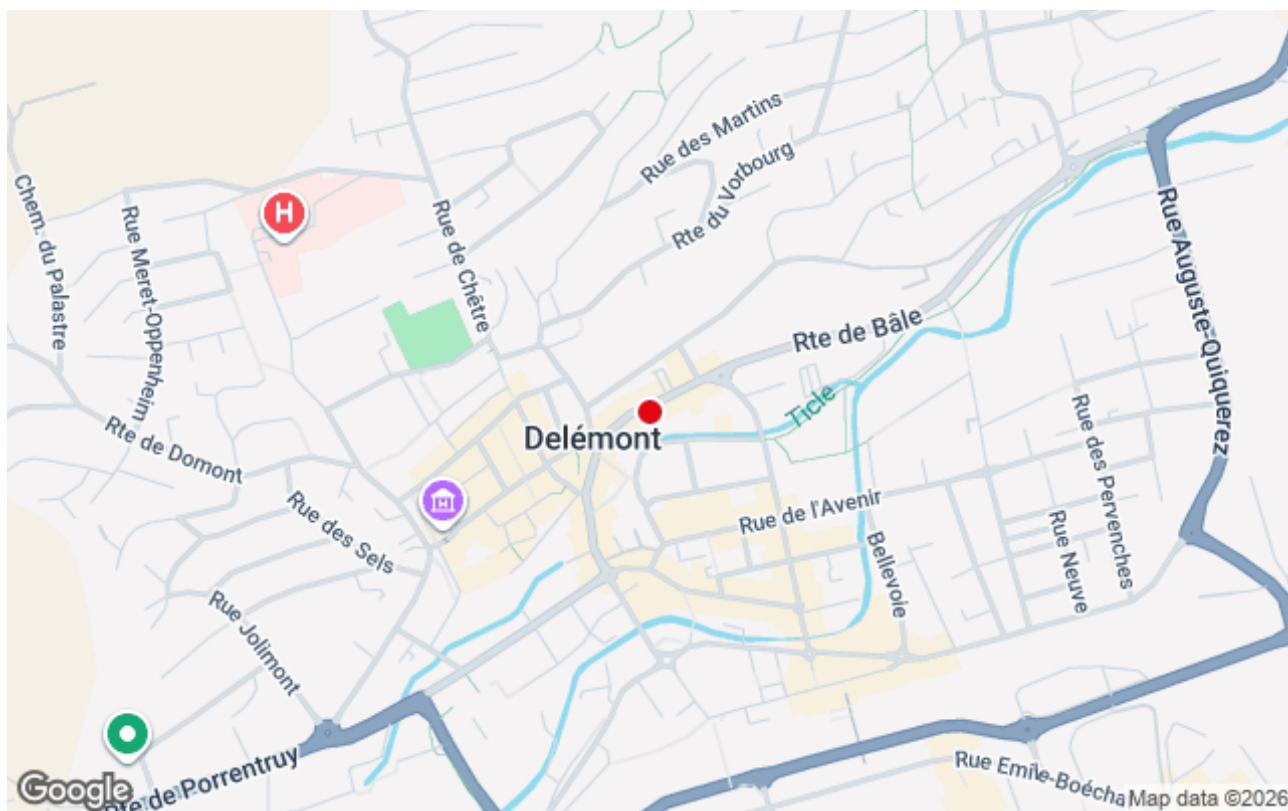 Rue des Martins
Rte du Vorbourg
Chem. du Palastre
Rue Meret-Oppenheim
H
Rue de Chêtre
Rue Auguste-Quiquerez
Rte de Bâle
Ticle
Delémont
Rte de Domont
Rue des Sels
Rue de l'Avenir
Rue des Pervenches
Rue Neuve
Bellevoie
H
Rue Jolimont
Rte de Porrentruy
Rue Emile-Boécha
Google
Map data ©2026